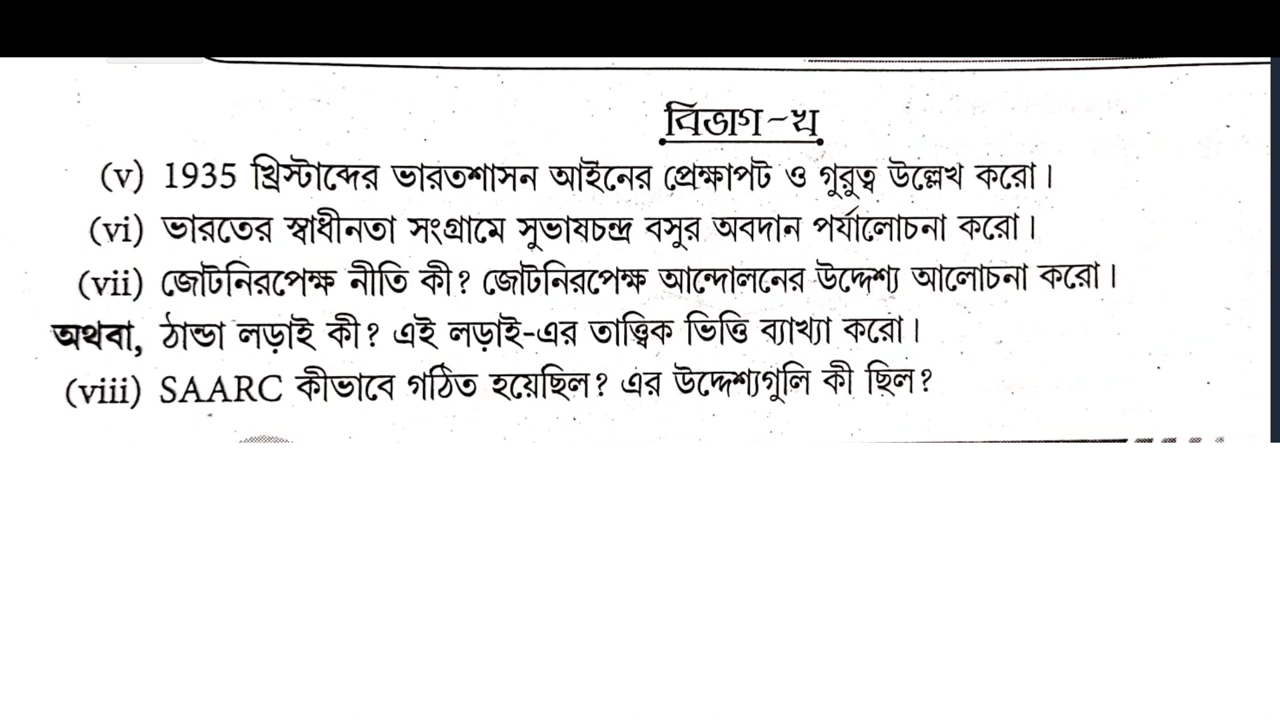 বিভাগ-খ
(v) 1935 খ্রিস্টাব্দের ভারতশাসন আইনের প্রেক্ষাপট ও গুরুত্ব উল্লেখ করো।
(vi) ভারতের স্বাধীনতা সংগ্রামে সুভাষচন্দ্র বসুর অবদান পর্যালোচনা করো।
(vii) জোটনিরপেক্ষ নীতি কী? জোটনিরপেক্ষ আন্দোলনের উদ্দেশ্য আলোচনা করো।
অথবা, ঠান্ডা লড়াই কী? এই লড়াই-এর তাত্ত্বিক ভিত্তি ব্যাখ্যা করো।
(viii) SAARC কীভাবে গঠিত হয়েছিল? এর উদ্দেশ্যগুলি কী ছিল?